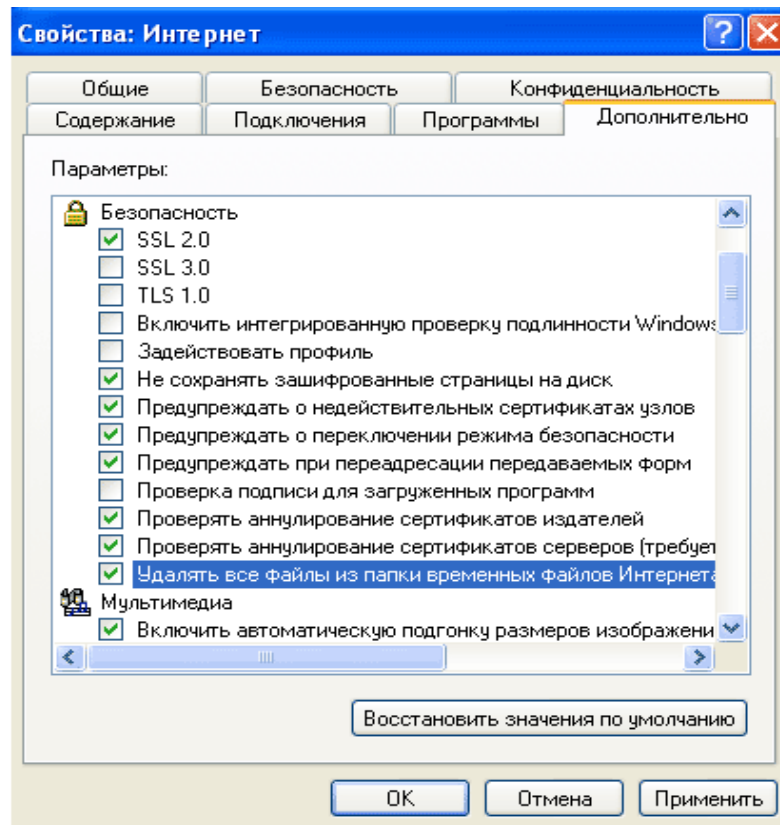 Свойства: Интернет
Общие
Безопасность
Конфиденциальность
Содержание
Подключения
Программы
Дополнительно
Параметры:
Безопасность
SSL 2.0
SSL 3.0
TLS 1.0
Включить интегрированную проверку подлинности Windows
Задействовать профиль
Не сохранять зашифрованные страницы на диск
Предупреждать о недействительных сертификатах узлов
Предупреждать о переключении режима безопасности
Предупреждать при переадресации передаваемых форм
Проверка подписи для загруженных программ
Проверять аннулирование сертификатов издателей
Проверять аннулирование сертификатов серверов (требует
Удалять все файлы из папки временных файлов Интернета
Мультимедиа
Включить автоматическую подгонку размеров изображени
Восстановить значения по умолчанию
ОК
Отмена
Применить